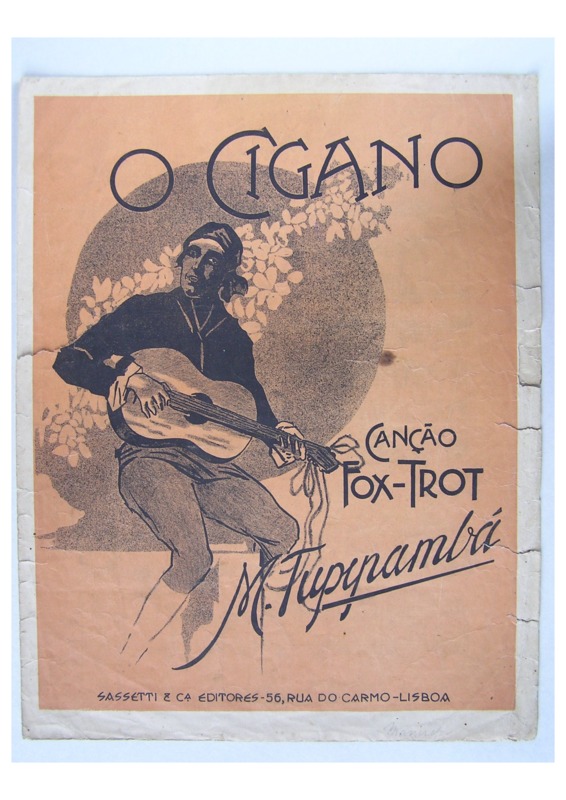 O CIGANO
CANÇÃO
FOX-TROT
M. Tupynambá
SASSETTI & Cª EDITORES-56, RUA DO CARMO-LISBOA